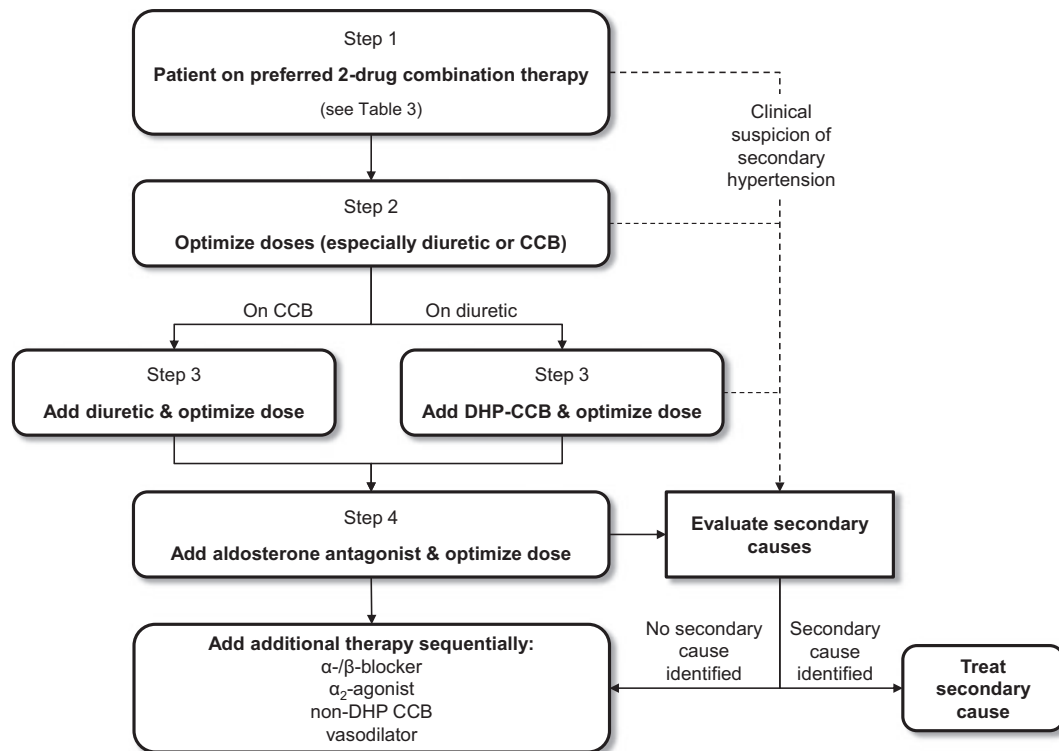 Step 1
Patient on preferred 2-drug combination therapy
(see Table 3)
Clinical
suspicion of
secondary
hypertension
Step 2
Optimize doses (especially diuretic or CCB)
On CCB
On diuretic
Step 3
Add diuretic & optimize dose
Step 3
Add DHP-CCB & optimize dose
Step 4
Add aldosterone antagonist & optimize dose
Evaluate secondary
causes
Add additional therapy sequentially:
α-/β-blocker
α₂-agonist
non-DHP CCB
vasodilator
No secondary
cause
identified
Secondary
cause
identified
Treat
secondary
cause